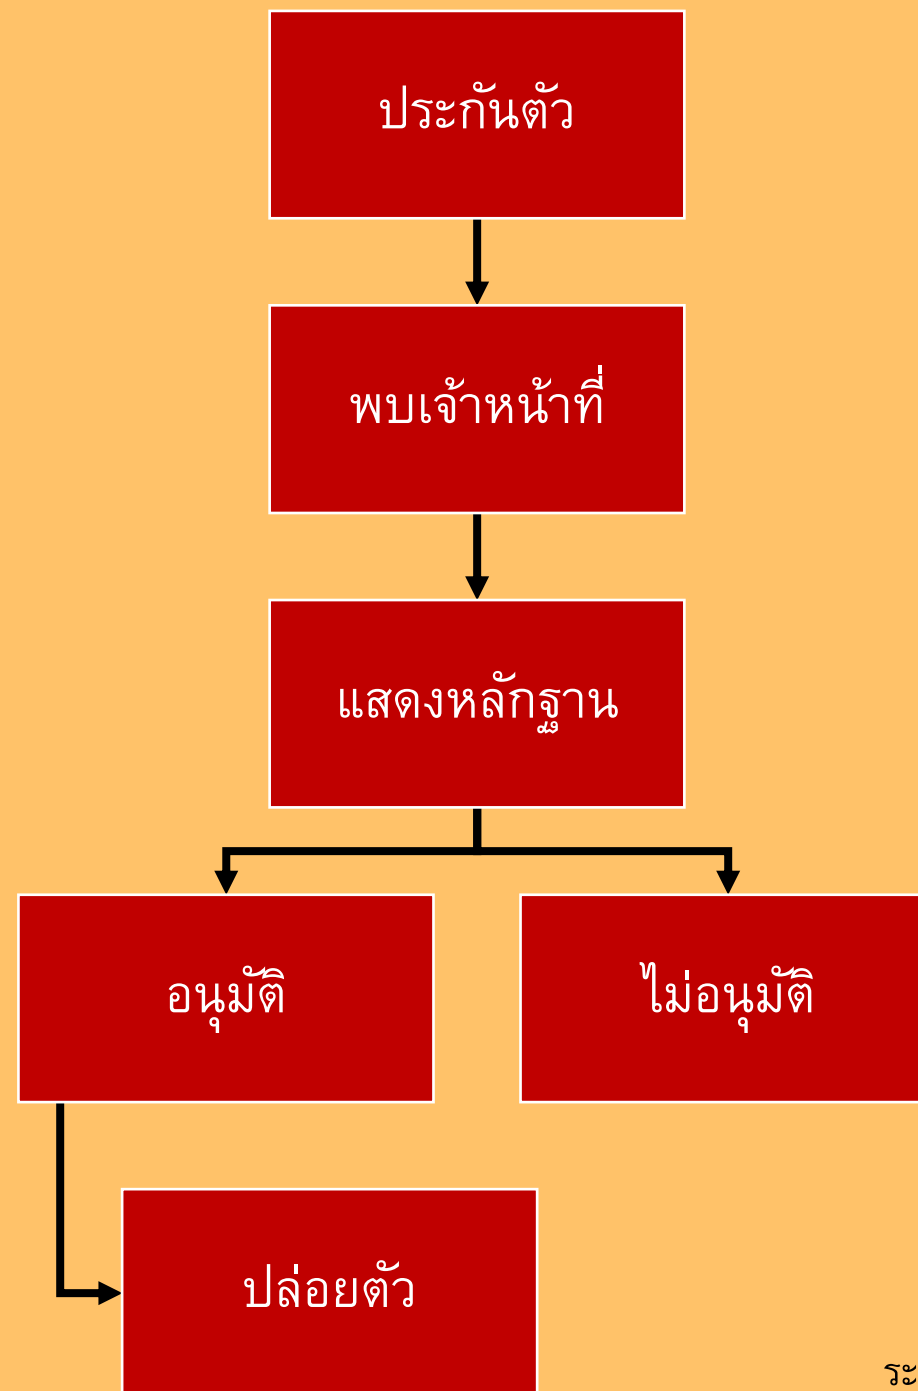 ประกันตัว
พบเจ้าหน้าที่
แสดงหลักฐาน
อนุมัติ
ไม่อนุมัติ
ปล่อยตัว
ระ